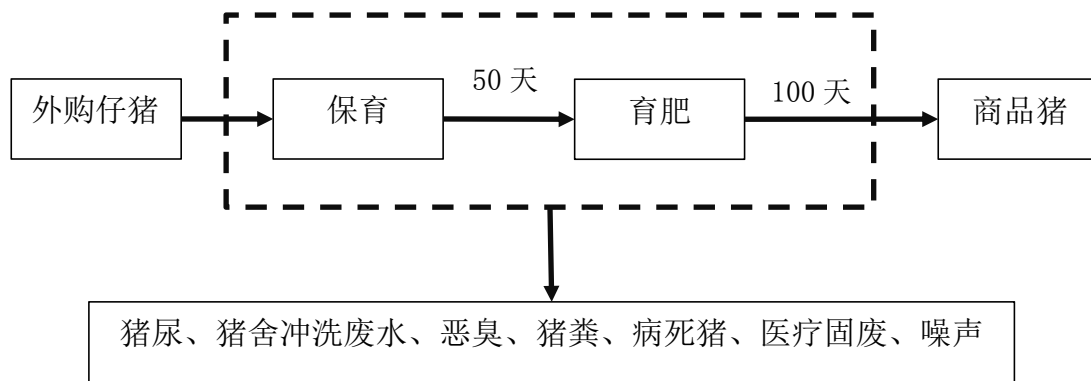 50 天
100 天
外购仔猪
保育
育肥
商品猪
猪尿、猪舍冲洗废水、恶臭、猪粪、病死猪、医疗固废、噪声